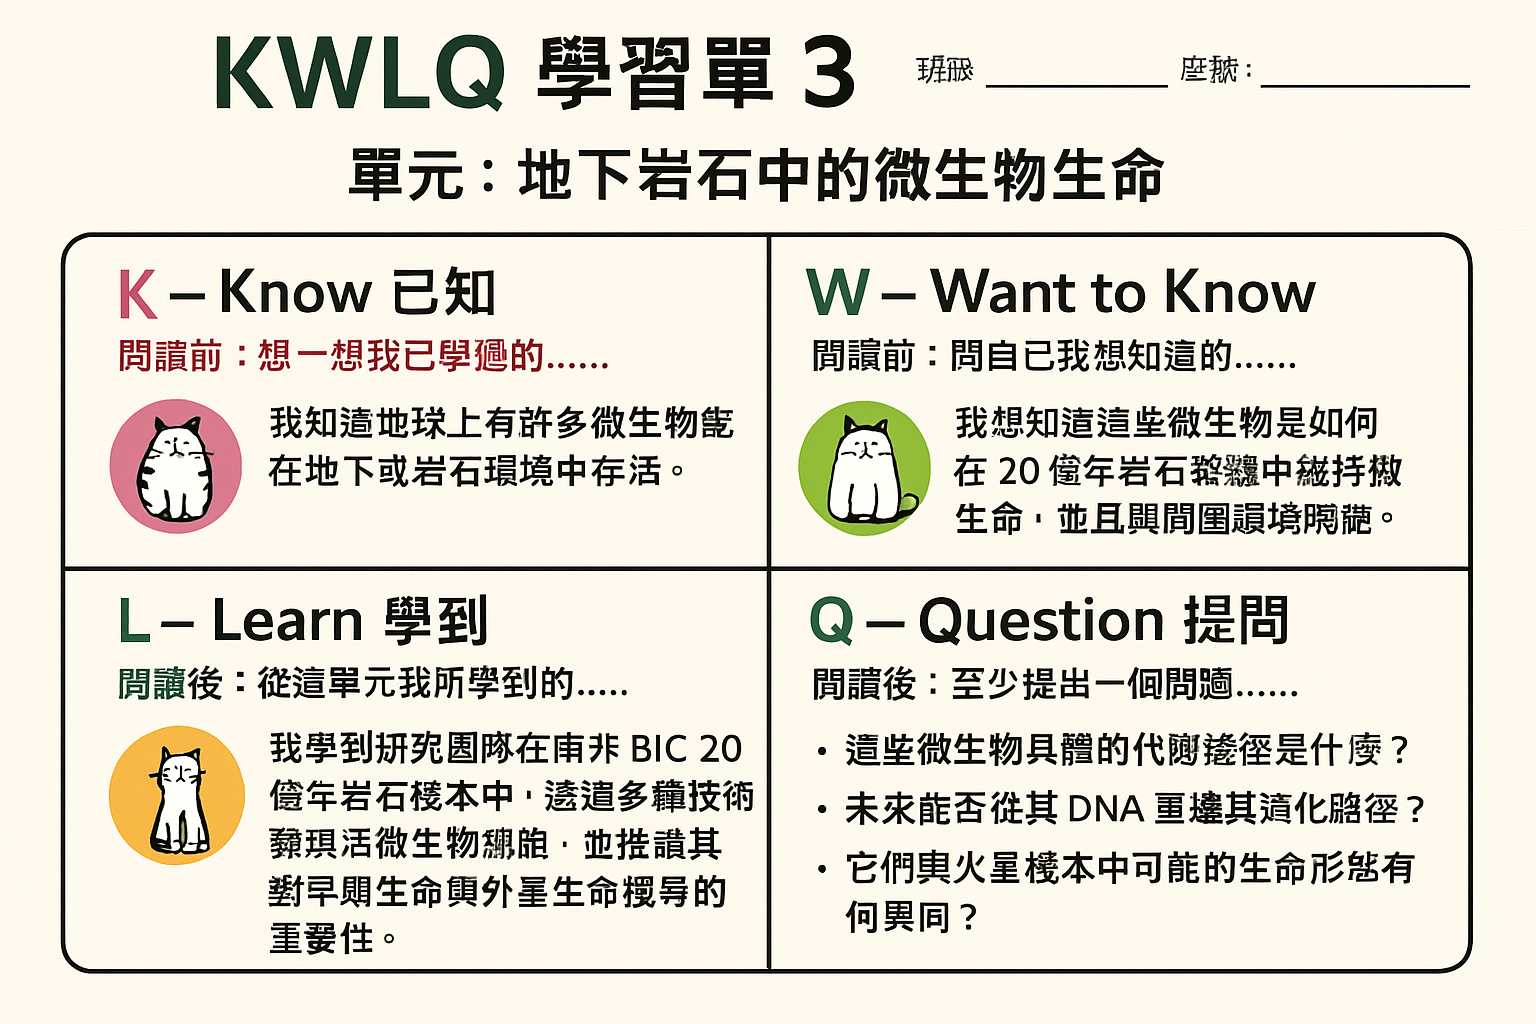 KWLQ 學習單 3 班級 座號:
單元：地下岩石中的微生物生命
K – Know 已知
閱讀前：想一想我已學過的……
我知道地球上有許多微生物能
在地下或岩石環境中存活。
W – Want to Know
閱讀前：問自己我想知道的……
我想知道這些微生物是如何
在 20 億年岩石中維持
生命，並且與周圍環境
L – Learn 學到
閱讀後：從這單元我所學到的.....
我學到研究團隊在南非 BIC 20
億年岩石樣本中，透過多種技術
發現活微生物細胞，並推論其
對早期生命與外星生命搜尋的
重要性。
Q – Question 提問
閱讀後：至少提出一個問題……
• 這些微生物具體的代謝途徑是什麼？
• 未來能否從其 DNA 重建其演化路徑？
• 它們與火星樣本中可能的生命形態有
何異同？